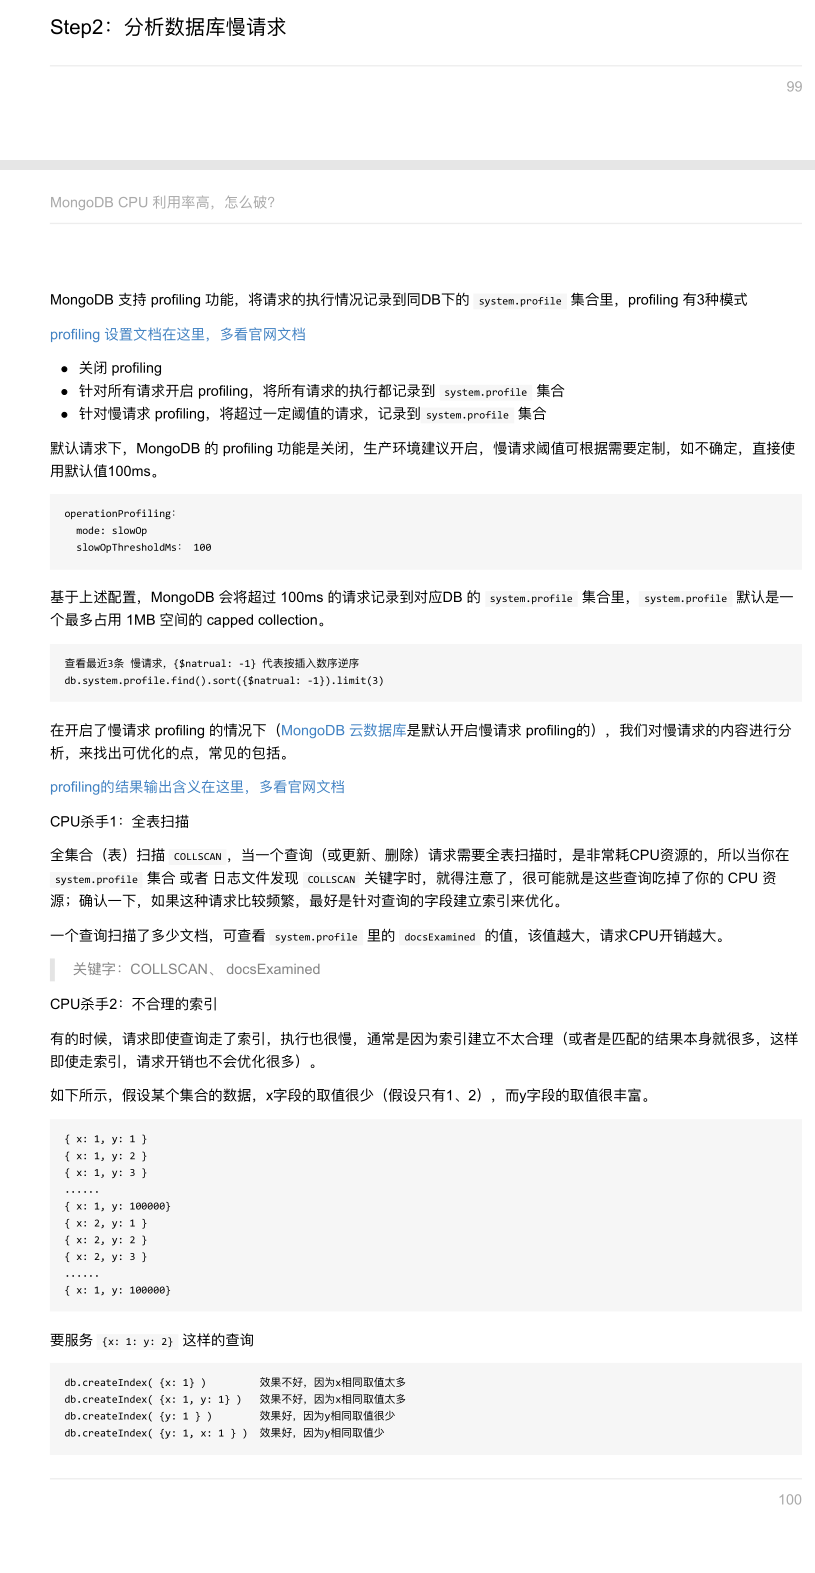 Step2：分析数据库慢请求
99
MongoDB CPU 利用率高，怎么破？
MongoDB 支持 profiling 功能，将请求的执行情况记录到同DB下的 system.profile 集合里，profiling 有3种模式
profiling 设置文档在这里，多看官网文档
● 关闭 profiling
● 针对所有请求开启 profiling，将所有请求的执行都记录到 system.profile 集合
● 针对慢请求 profiling，将超过一定阈值的请求，记录到 system.profile 集合
默认请求下，MongoDB 的 profiling 功能是关闭，生产环境建议开启，慢请求阈值可根据需要定制，如不确定，直接使
用默认值100ms。
operationProfiling:
  mode: slowOp
  slowOpThresholdMs: 100
基于上述配置，MongoDB 会将超过 100ms 的请求记录到对应DB 的 system.profile 集合里，system.profile 默认是一
个最多占用 1MB 空间的 capped collection。
查看最近3条 慢请求，{$natrual: -1} 代表按插入数序逆序
db.system.profile.find().sort({$natrual: -1}).limit(3)
在开启了慢请求 profiling 的情况下（MongoDB 云数据库是默认开启慢请求 profiling的），我们对慢请求的内容进行分
析，来找出可优化的点，常见的包括。
profiling的结果输出含义在这里，多看官网文档
CPU杀手1：全表扫描
全集合（表）扫描 COLLSCAN，当一个查询（或更新、删除）请求需要全表扫描时，是非常耗CPU资源的，所以当你在
system.profile 集合 或者 日志文件发现 COLLSCAN 关键字时，就得注意了，很可能就是这些查询吃掉了你的 CPU 资
源；确认一下，如果这种请求比较频繁，最好是针对查询的字段建立索引来优化。
一个查询扫描了多少文档，可查看 system.profile 里的 docsExamined 的值，该值越大，请求CPU开销越大。
关键字：COLLSCAN、 docsExamined
CPU杀手2：不合理的索引
有的时候，请求即使查询走了索引，执行也很慢，通常是因为索引建立不太合理（或者是匹配的结果本身就很多，这样
即使走索引，请求开销也不会优化很多）。
如下所示，假设某个集合的数据，x字段的取值很少（假设只有1、2），而y字段的取值很丰富。
{ x: 1, y: 1 }
{ x: 1, y: 2 }
{ x: 1, y: 3 }
......
{ x: 1, y: 100000}
{ x: 2, y: 1 }
{ x: 2, y: 2 }
{ x: 2, y: 3 }
......
{ x: 1, y: 100000}
要服务 {x: 1: y: 2} 这样的查询
db.createIndex( {x: 1} ) 效果不好，因为x相同取值太多
db.createIndex( {x: 1, y: 1} ) 效果不好，因为x相同取值太多
db.createIndex( {y: 1 } ) 效果好，因为y相同取值很少
db.createIndex( {y: 1, x: 1 } ) 效果好，因为y相同取值少
100